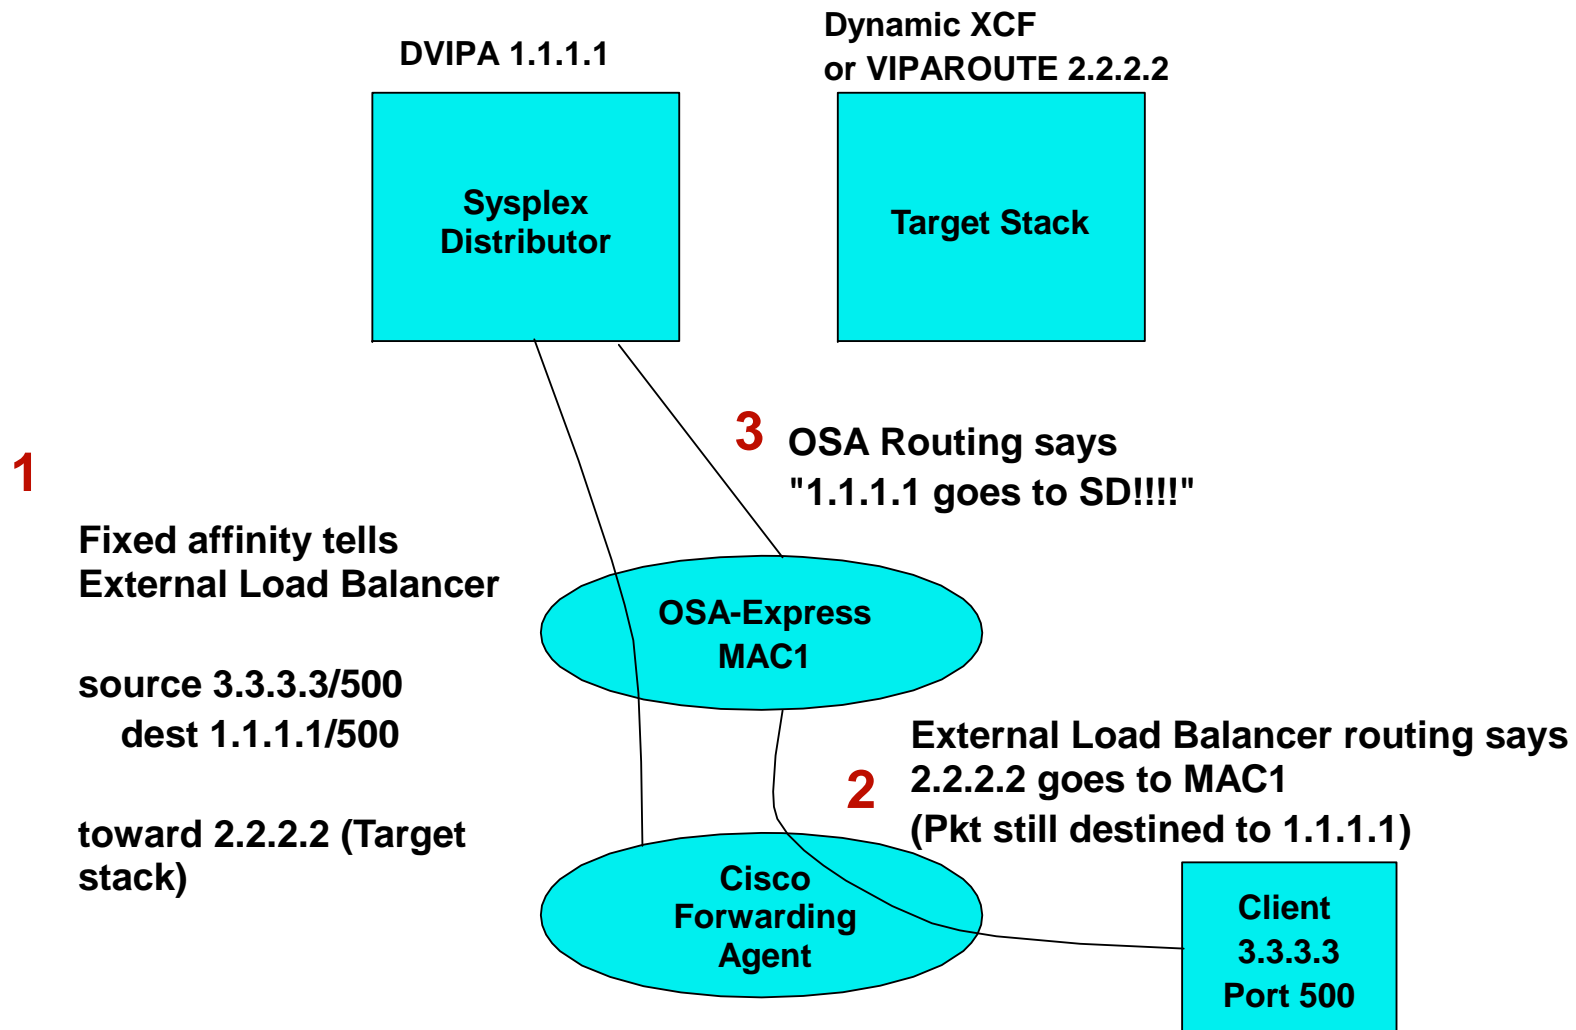 DVIPA 1.1.1.1
Dynamic XCF
or VIPAROUTE 2.2.2.2
Sysplex
Distributor
Target Stack
3
OSA Routing says
"1.1.1.1 goes to SD!!!!"
1
Fixed affinity tells
External Load Balancer
source 3.3.3.3/500
dest 1.1.1.1/500
toward 2.2.2.2 (Target
stack)
OSA-Express
MAC1
2
External Load Balancer routing says
2.2.2.2 goes to MAC1
(Pkt still destined to 1.1.1.1)
Cisco
Forwarding
Agent
Client
3.3.3.3
Port 500